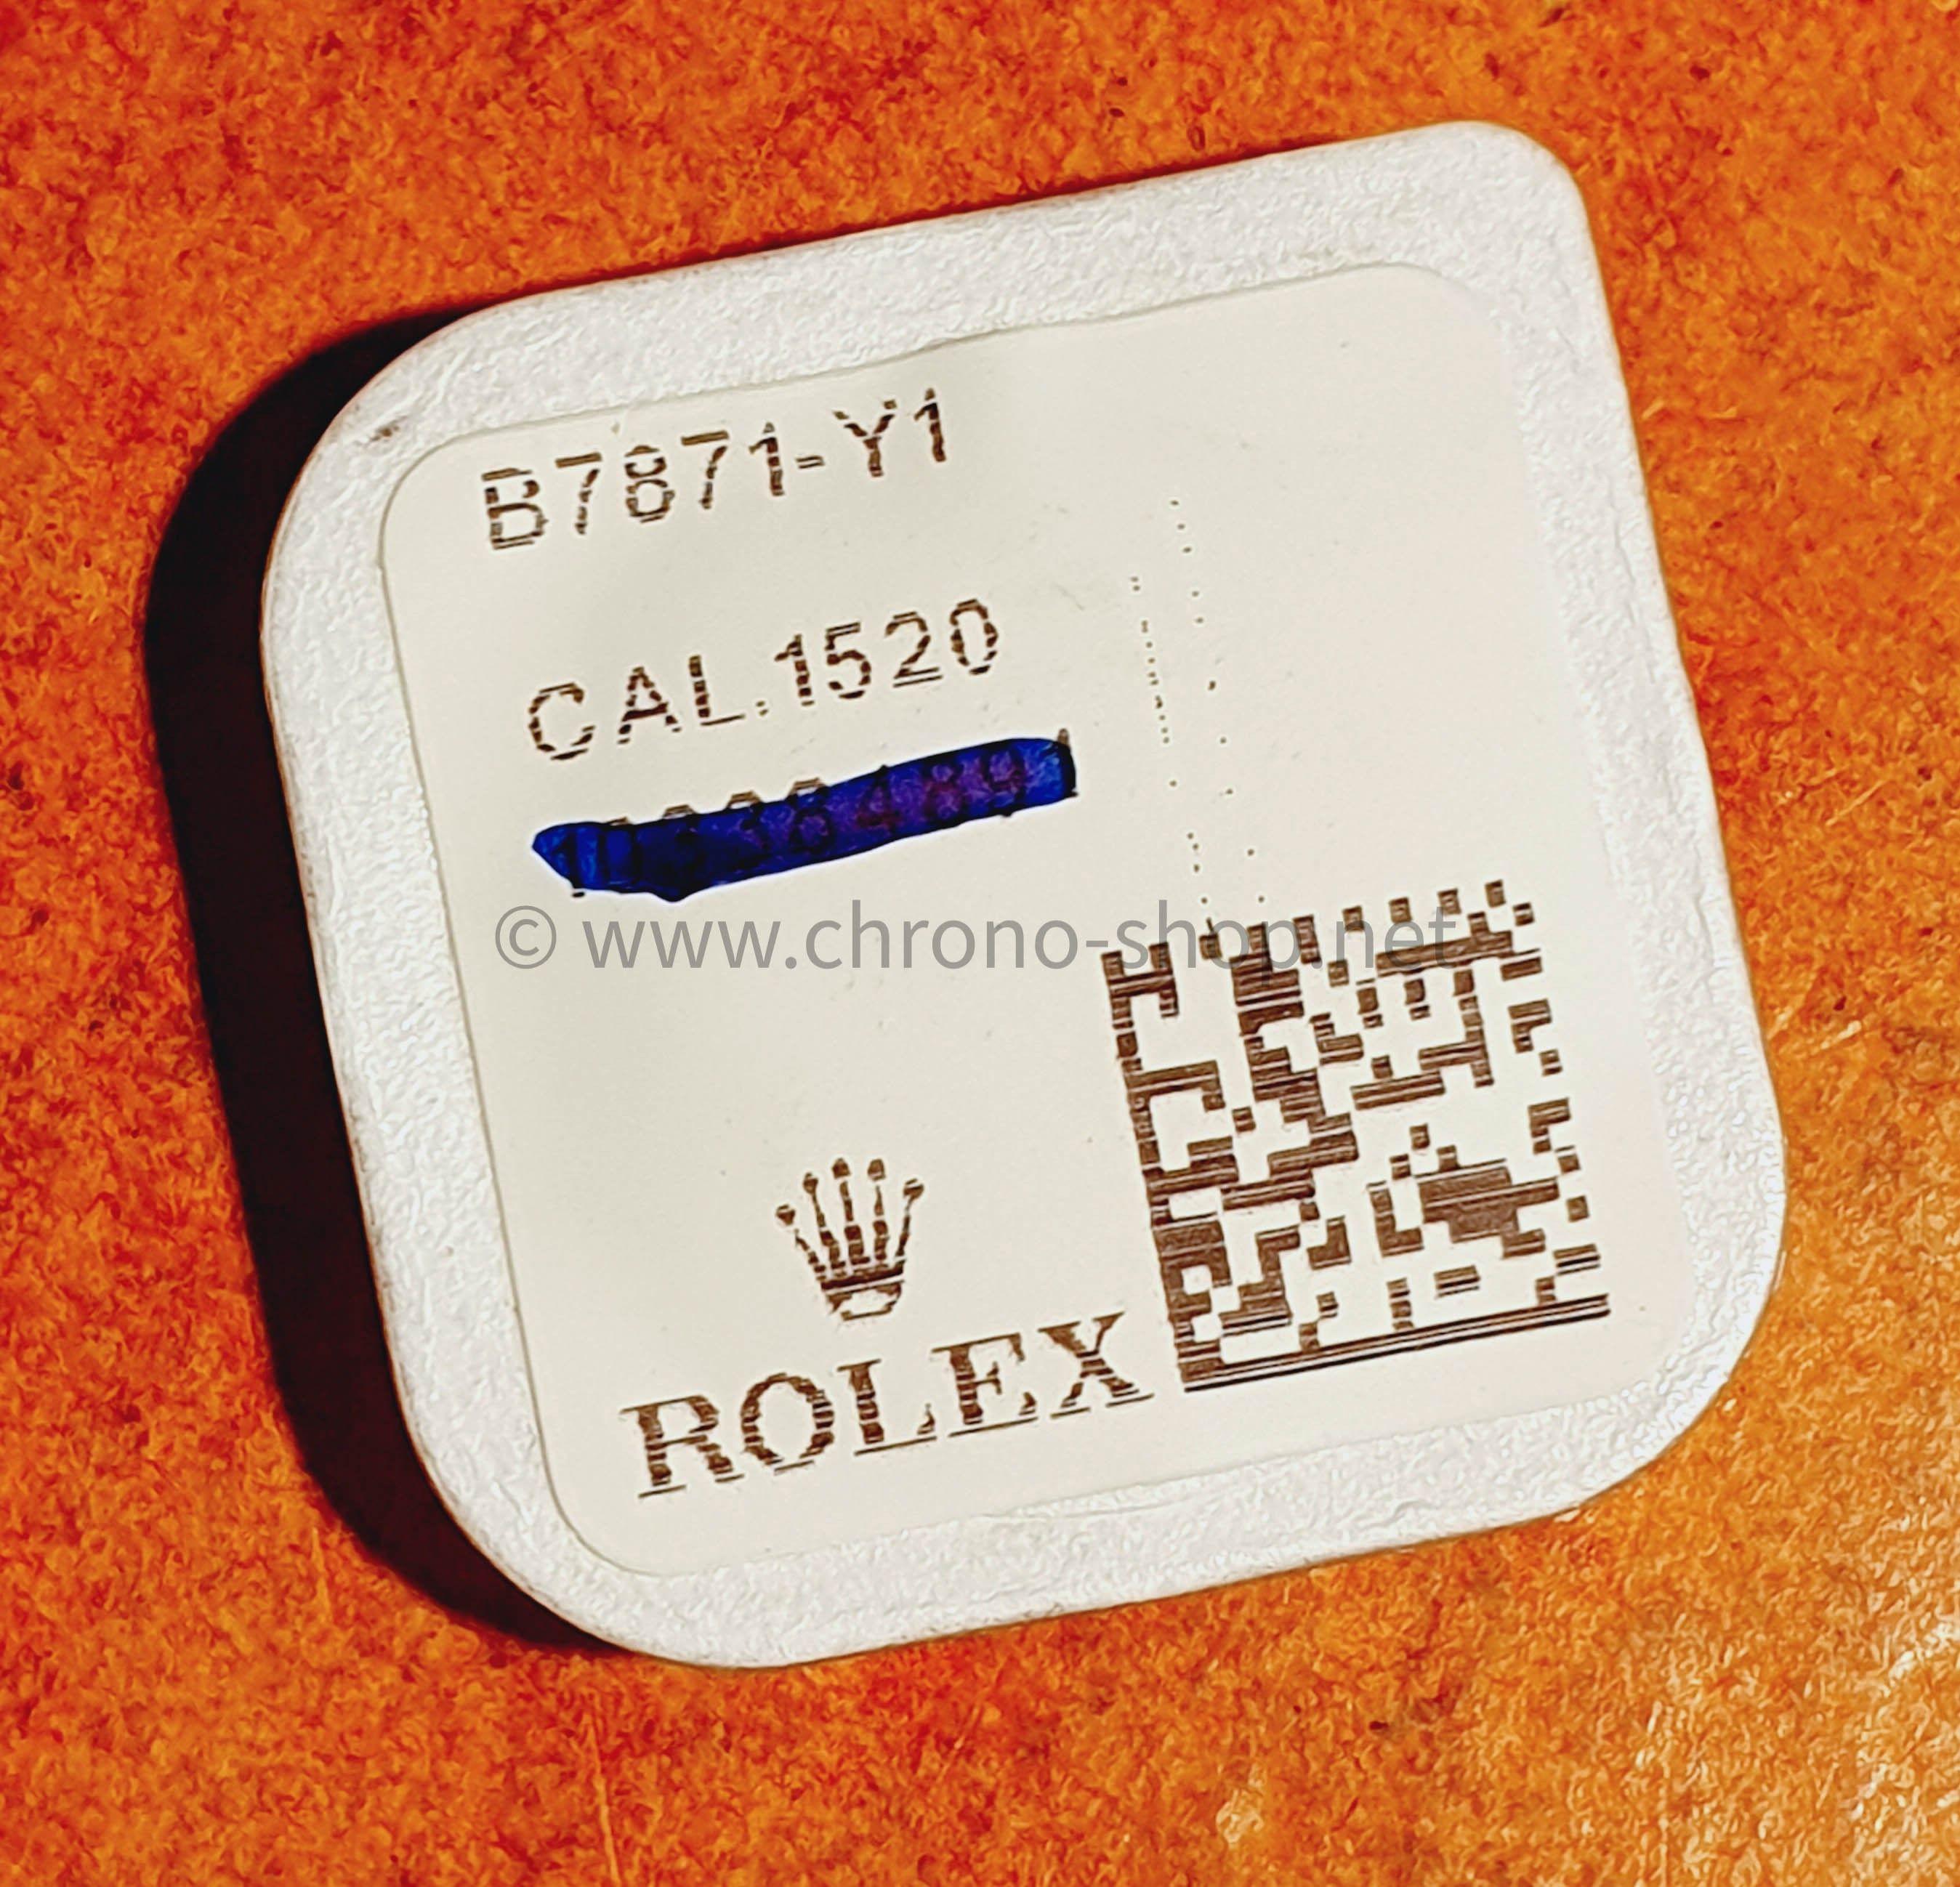 B7871-Y1
CAL.1520
© www.chrono-shop.net
ROLEX